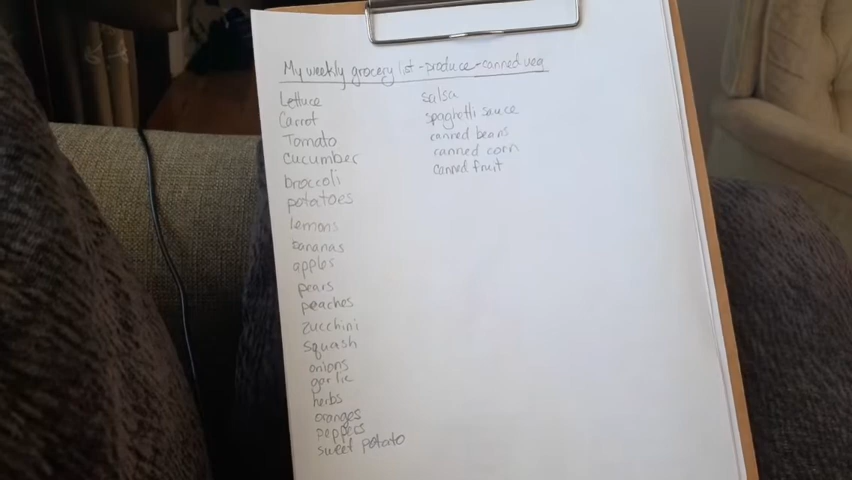 My weekly grocery list - produce - canned veg
Lettuce
Carrot
Tomato
cucumber
broccoli
potatoes
lemons
bananas
apples
pears
peaches
zucchini
squash
onions
garlic
herbs
oranges
peppers
sweet potato
salsa
spaghetti sauce
canned beans
canned corn
canned fruit